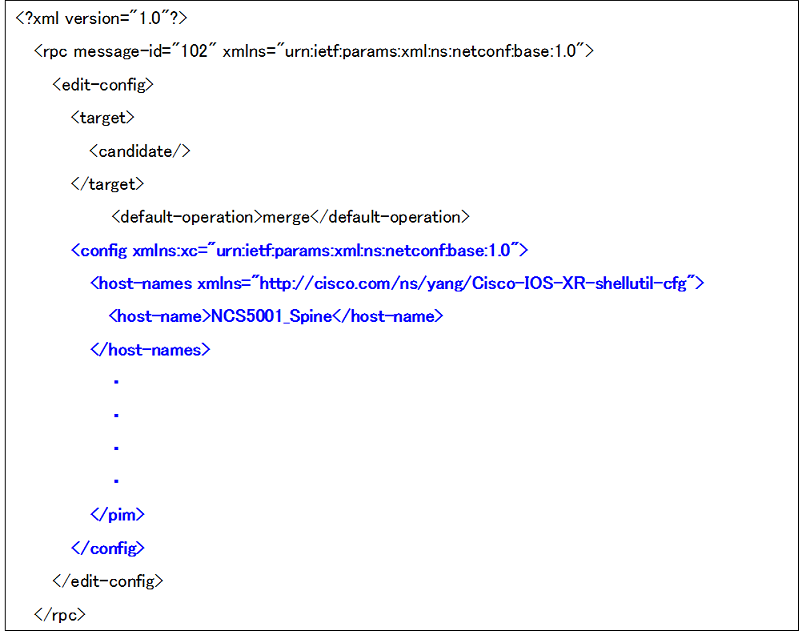 <?xml version="1.0"?>
<rpc message-id="102" xmlns="urn:ietf:params:xml:ns:netconf:base:1.0">
<edit-config>
<target>
<candidate/>
</target>
<default-operation>merge</default-operation>
<config xmlns:xc="urn:ietf:params:xml:ns:netconf:base:1.0">
<host-names xmlns="http://cisco.com/ns/yang/Cisco-IOS-XR-shellutil-cfg">
<host-name>NCS5001_Spine</host-name>
</host-names>
・
・
・
・
</pim>
</config>
</edit-config>
</rpc>